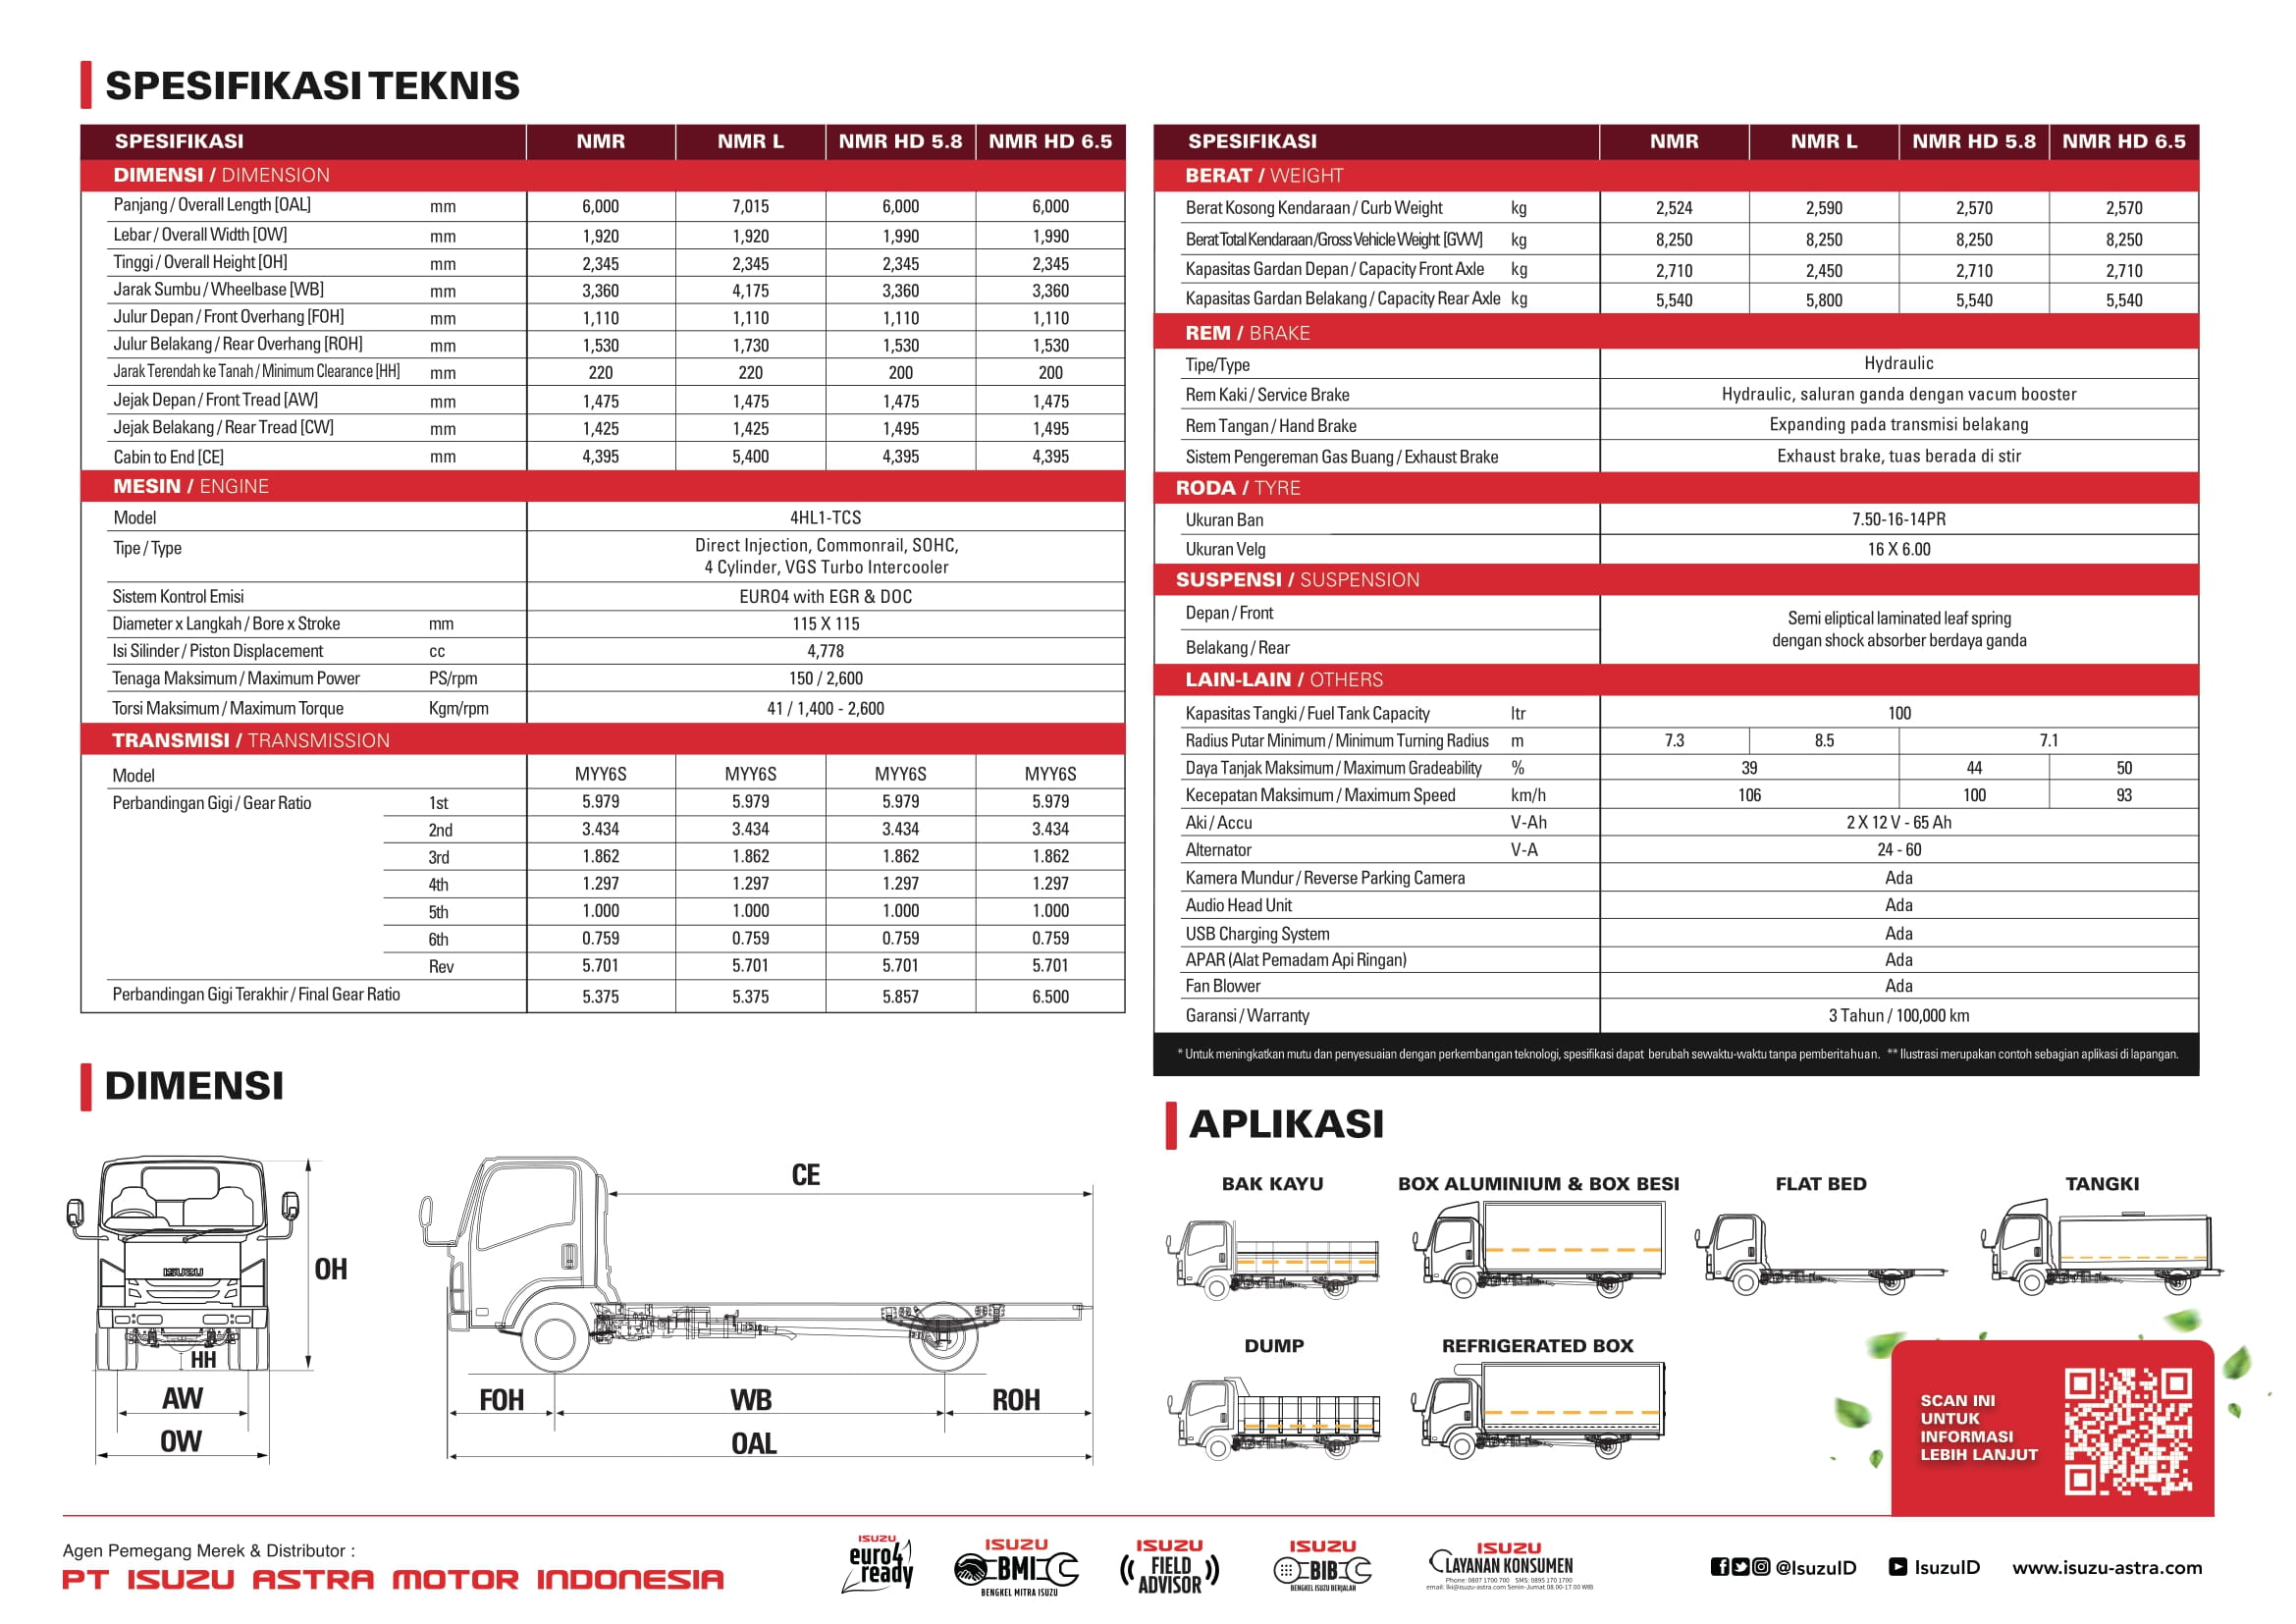 SPESIFIKASI TEKNIS
SPESIFIKASI NMR NMR L NMR HD 5.8 NMR HD 6.5
DIMENSI / DIMENSION
Panjang / Overall Length [OAL] mm 6,000 7,015 6,000 6,000
Lebar / Overall Width [OW] mm 1,920 1,920 1,990 1,990
Tinggi / Overall Height [OH] mm 2,345 2,345 2,345 2,345
Jarak Sumbu / Wheelbase [WB] mm 3,360 4,175 3,360 3,360
Julur Depan / Front Overhang [FOH] mm 1,110 1,110 1,110 1,110
Julur Belakang / Rear Overhang [ROH] mm 1,530 1,730 1,530 1,530
Jarak Terendah ke Tanah / Minimum Clearance [HH] mm 220 220 200 200
Jejak Depan / Front Tread [AW] mm 1,475 1,475 1,475 1,475
Jejak Belakang / Rear Tread [CW] mm 1,425 1,425 1,495 1,495
Cabin to End [CE] mm 4,395 5,400 4,395 4,395
MESIN / ENGINE
Model 4HL1-TCS
Tipe / Type Direct Injection, Commonrail, SOHC,
4 Cylinder, VGS Turbo Intercooler
Sistem Kontrol Emisi EURO4 with EGR & DOC
Diameter x Langkah / Bore x Stroke mm 115 X 115
Isi Silinder / Piston Displacement cc 4,778
Tenaga Maksimum / Maximum Power PS/rpm 150 / 2,600
Torsi Maksimum / Maximum Torque Kgm/rpm 41 / 1,400 - 2,600
TRANSMISI / TRANSMISSION
Model MYY6S MYY6S MYY6S MYY6S
Perbandingan Gigi / Gear Ratio 1st 5.979 5.979 5.979 5.979
2nd 3.434 3.434 3.434 3.434
3rd 1.862 1.862 1.862 1.862
4th 1.297 1.297 1.297 1.297
5th 1.000 1.000 1.000 1.000
6th 0.759 0.759 0.759 0.759
Rev 5.701 5.701 5.701 5.701
Perbandingan Gigi Terakhir / Final Gear Ratio 5.375 5.375 5.857 6.500
SPESIFIKASI NMR NMR L NMR HD 5.8 NMR HD 6.5
BERAT / WEIGHT
Berat Kosong Kendaraan / Curb Weight kg 2,524 2,590 2,570 2,570
Berat Total Kendaraan /Gross Vehicle Weight [GVW] kg 8,250 8,250 8,250 8,250
Kapasitas Gardan Depan / Capacity Front Axle kg 2,710 2,450 2,710 2,710
Kapasitas Gardan Belakang / Capacity Rear Axle kg 5,540 5,800 5,540 5,540
REM / BRAKE
Tipe/Type Hydraulic
Rem Kaki / Service Brake Hydraulic, saluran ganda dengan vacum booster
Rem Tangan / Hand Brake Expanding pada transmisi belakang
Sistem Pengereman Gas Buang / Exhaust Brake Exhaust brake, tuas berada di stir
RODA / TYRE
Ukuran Ban 7.50-16-14PR
Ukuran Velg 16 X 6.00
SUSPENSI / SUSPENSION
Depan / Front Semi eliptical laminated leaf spring
Belakang / Rear dengan shock absorber berdaya ganda
LAIN-LAIN / OTHERS
Kapasitas Tangki / Fuel Tank Capacity ltr 100
Radius Putar Minimum / Minimum Turning Radius m 7.3 8.5 7.1
Daya Tanjak Maksimum / Maximum Gradeability % 39 44 50
Kecepatan Maksimum / Maximum Speed km/h 106 100 93
Aki / Accu V-Ah 2 X 12 V - 65 Ah
Alternator V-A 24 - 60
Kamera Mundur / Reverse Parking Camera Ada
Audio Head Unit Ada
USB Charging System Ada
APAR (Alat Pemadam Api Ringan) Ada
Fan Blower Ada
Garansi / Warranty 3 Tahun / 100,000 km
* Untuk meningkatkan mutu dan penyesuaian dengan perkembangan teknologi, spesifikasi dapat berubah sewaktu-waktu tanpa pemberitahuan. ** Ilustrasi merupakan contoh sebagian aplikasi di lapangan.
DIMENSI
ISUZU
OH
HH
AW
OW
CE
FOH WB ROH
OAL
APLIKASI
BAK KAYU BOX ALUMINIUM & BOX BESI FLAT BED TANGKI
DUMP REFRIGERATED BOX
SCAN INI
UNTUK
INFORMASI
LEBIH LANJUT
Agen Pemegang Merek & Distributor :
PT ISUZU ASTRA MOTOR INDONESIA
ISUZU
euro4
ready
ISUZU
BMI
BENGKEL MITRA ISUZU
ISUZU
FIELD
ADVISOR
ISUZU
BIB
BENGKEL ISUZU BERJALAN
ISUZU
LAYANAN KONSUMEN
Phone: 0807 1700 700 SMS: 0895 170 1700
email: lki@isuzu-astra.com Senin-Jumat 08.00-17.00 WIB
@IsuzuID IsuzuID www.isuzu-astra.com